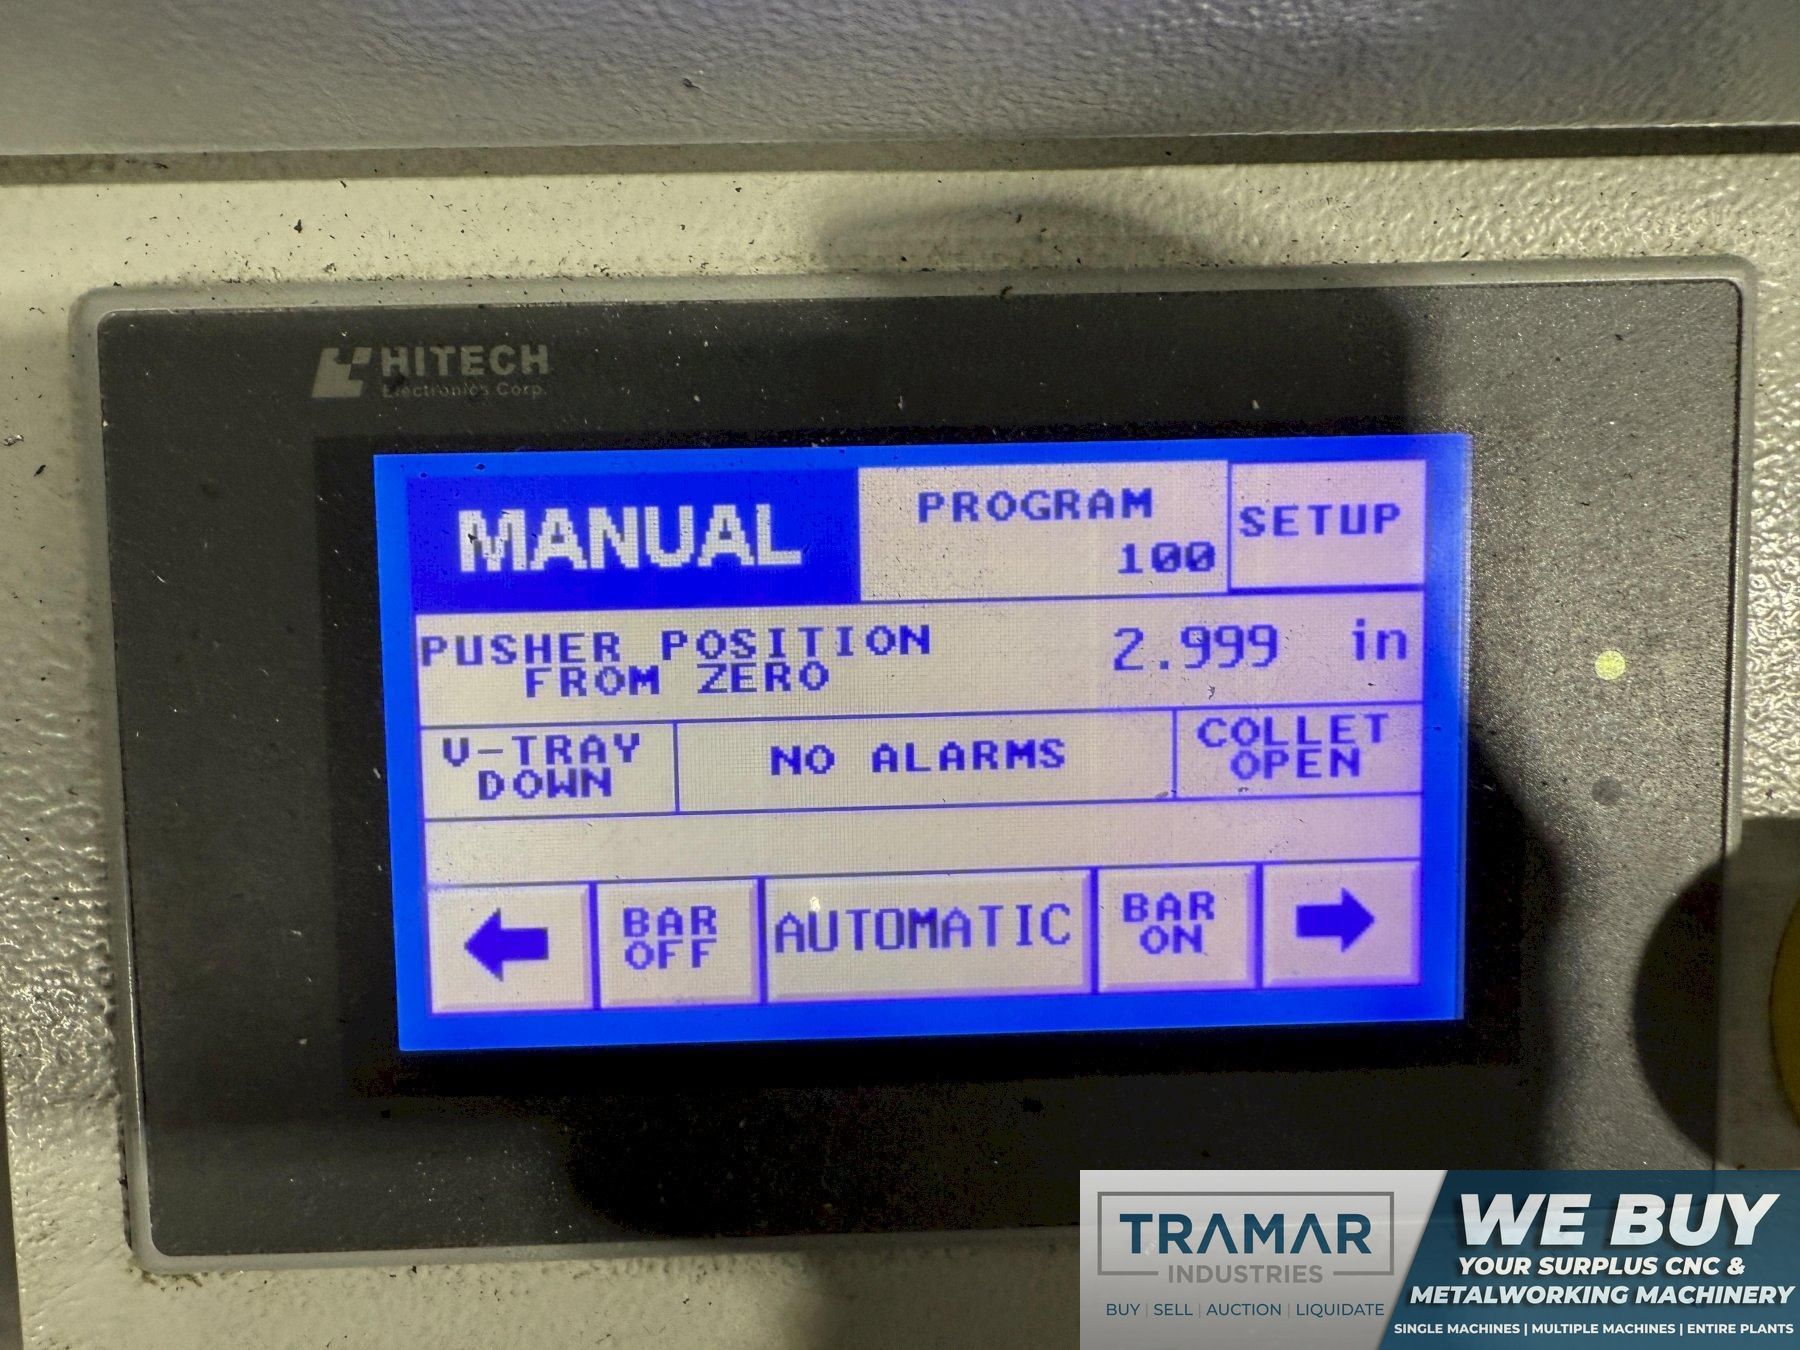 HITECH
Electronics Corp.
MANUAL
PROGRAM
100
SETUP
PUSHER POSITION
FROM ZERO
2.999 in
V-TRAY
DOWN
NO ALARMS
COLLET
OPEN
BAR
OFF
AUTOMATIC
BAR
ON
TRAMAR
INDUSTRIES
BUY | SELL | AUCTION | LIQUIDATE
WE BUY
YOUR SURPLUS CNC &
METALWORKING MACHINERY
SINGLE MACHINES | MULTIPLE MACHINES | ENTIRE PLANTS